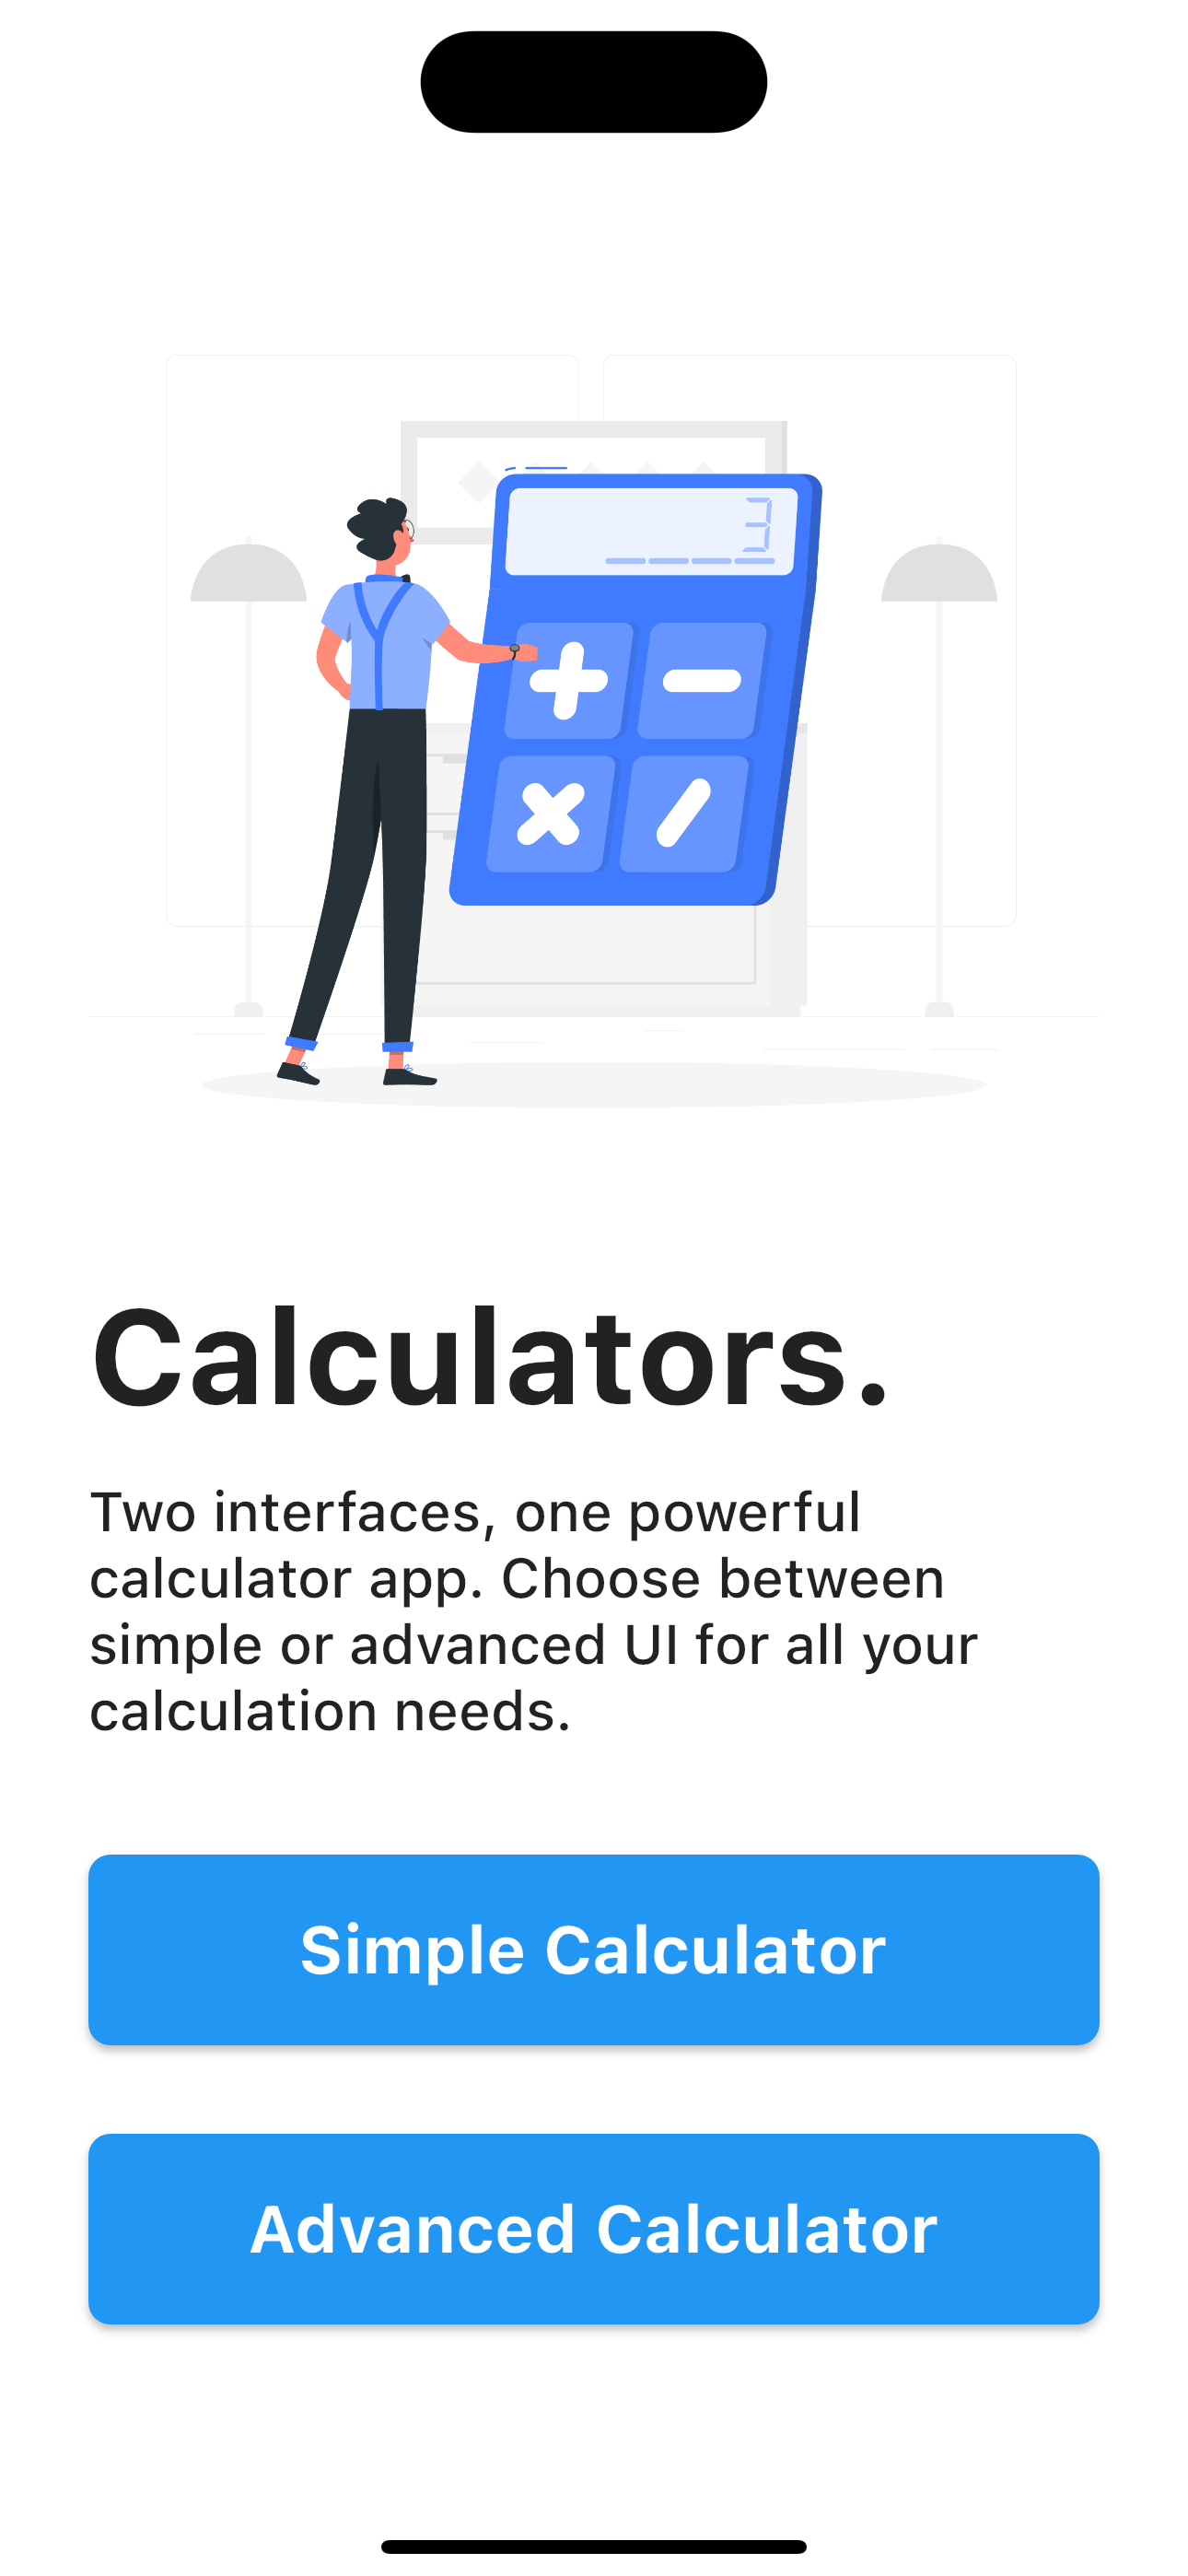 3
+ −
× /
Calculators.
Two interfaces, one powerful
calculator app. Choose between
simple or advanced UI for all your
calculation needs.
Simple Calculator
Advanced Calculator